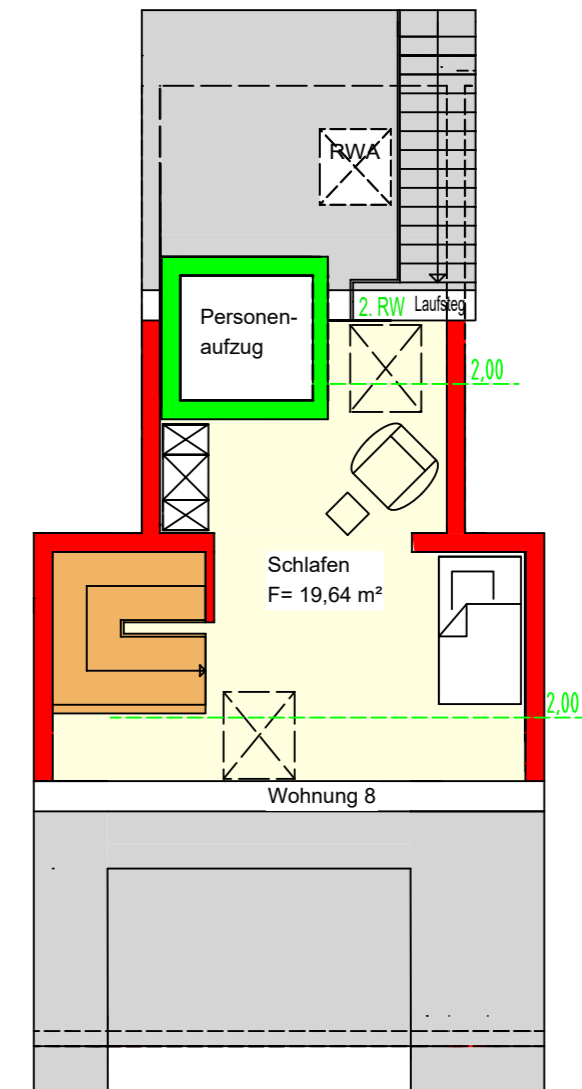 RWA
2. RW Laufsteg
Personen-
aufzug
2,00
Schlafen
F= 19,64 m²
2,00
Wohnung 8